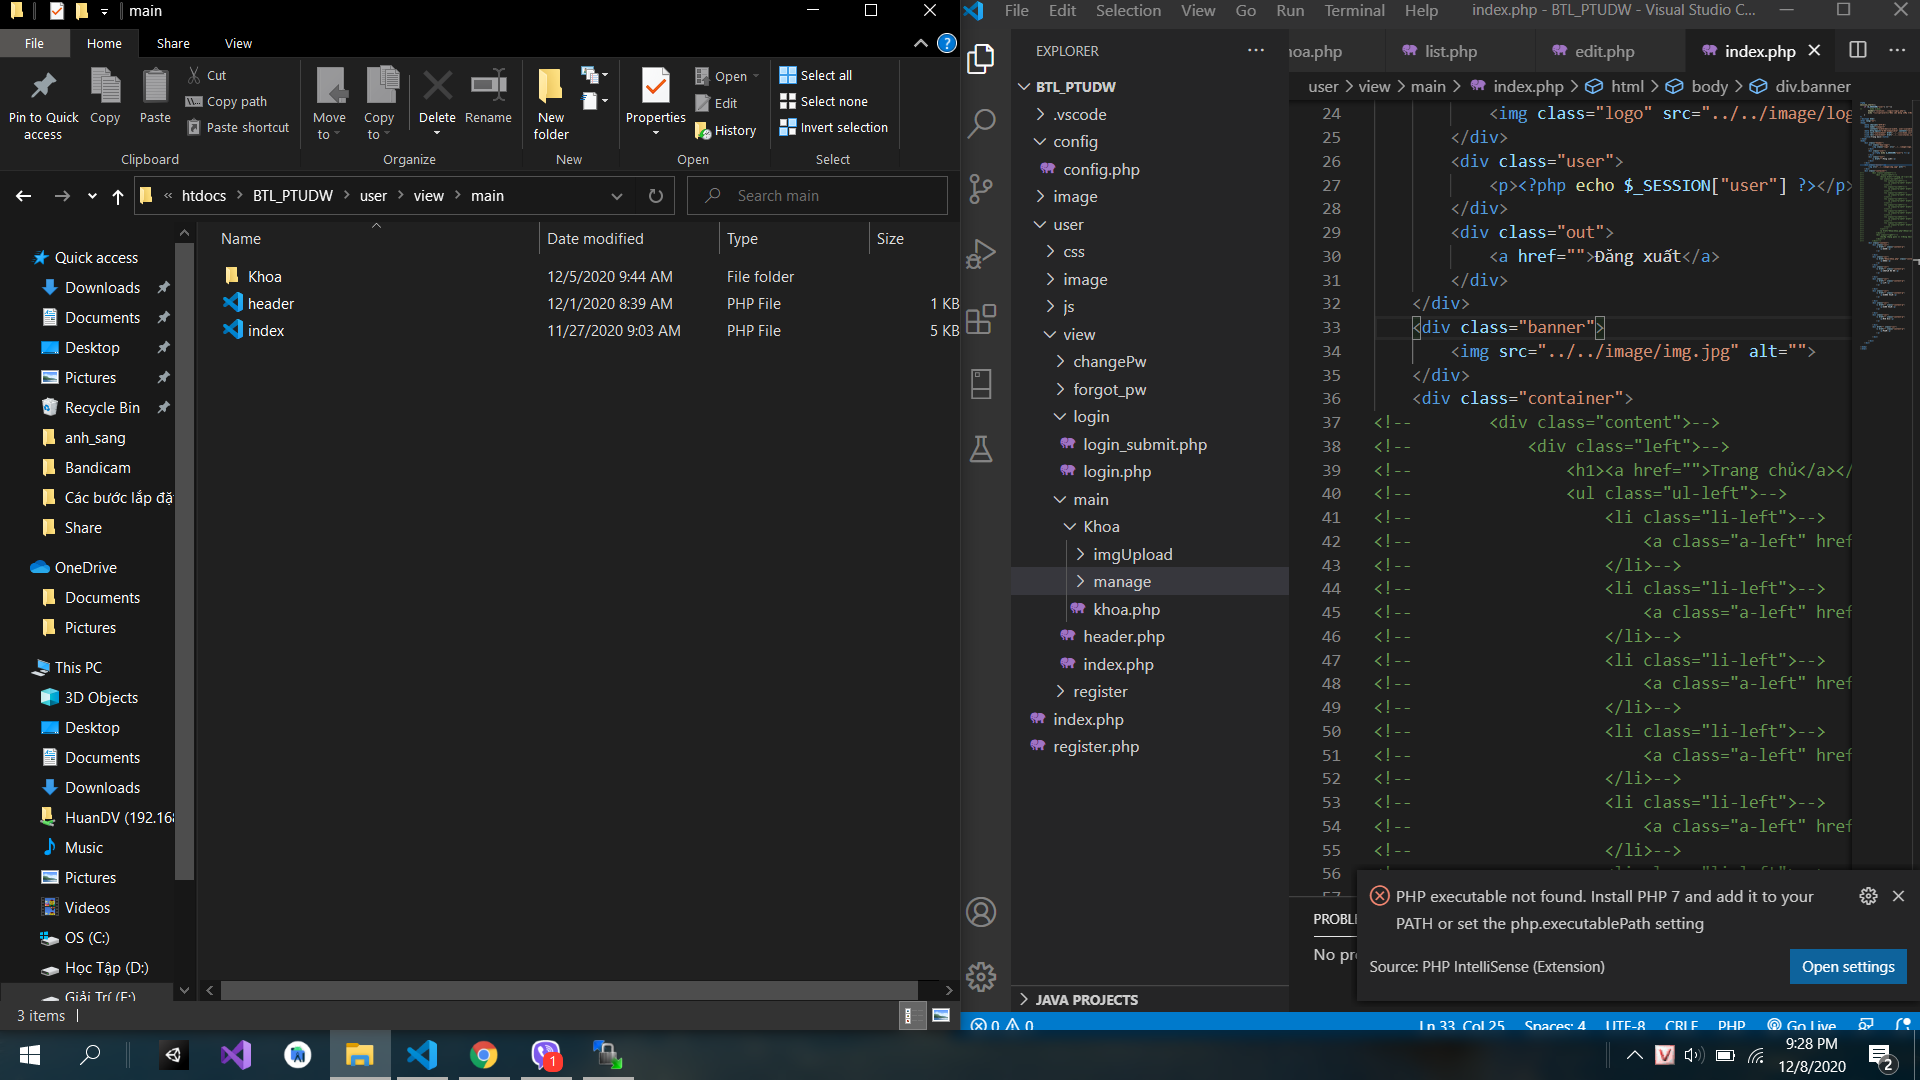 main
File
Home
Share
View
Pin to Quick access
Copy
Paste
Cut
Copy path
Paste shortcut
Clipboard
Move to
Copy to
Delete
Rename
Organize
New folder
New
Properties
Open
Edit
History
Open
Select all
Select none
Invert selection
Select
« htdocs > BTL_PTUDW > user > view > main
Search main
Name
Date modified
Type
Size
Khoa 12/5/2020 9:44 AM File folder
header 12/1/2020 8:39 AM PHP File 1 KB
index 11/27/2020 9:03 AM PHP File 5 KB
Quick access
Downloads
Documents
Desktop
Pictures
Recycle Bin
anh_sang
Bandicam
Các bước lắp đặt
Share
OneDrive
Documents
Pictures
This PC
3D Objects
Desktop
Documents
Downloads
HuanDV (192.168
Music
Pictures
Videos
OS (C:)
Học Tập (D:)
Giải Trí (E:)
3 items
File Edit Selection View Go Run Terminal Help
index.php - BTL_PTUDW - Visual Studio C...
EXPLORER
BTL_PTUDW
.vscode
config
config.php
image
user
css
image
js
view
changePw
forgot_pw
login
login_submit.php
login.php
main
Khoa
imgUpload
manage
khoa.php
header.php
index.php
register
index.php
register.php
JAVA PROJECTS
hoa.php
list.php
edit.php
index.php
user > view > main > index.php > html > body > div.banner
24 <img class="logo" src="../../image/log
25 </div>
26 <div class="user">
27 <p><?php echo $_SESSION["user"] ?></p>
28 </div>
29 <div class="out">
30 <a href="">Đăng xuất</a>
31 </div>
32 </div>
33 <div class="banner">
34 <img src="../../image/img.jpg" alt="">
35 </div>
36 <div class="container">
37 <!-- <div class="content">-->
38 <!-- <div class="left">-->
39 <!-- <h1><a href="">Trang chủ</a></
40 <!-- <ul class="ul-left">-->
41 <!-- <li class="li-left">-->
42 <!-- <a class="a-left" href
43 <!-- </li>-->
44 <!-- <li class="li-left">-->
45 <!-- <a class="a-left" href
46 <!-- </li>-->
47 <!-- <li class="li-left">-->
48 <!-- <a class="a-left" href
49 <!-- </li>-->
50 <!-- <li class="li-left">-->
51 <!-- <a class="a-left" href
52 <!-- </li>-->
53 <!-- <li class="li-left">-->
54 <!-- <a class="a-left" href
55 <!-- </li>-->
56
PROBLE
No pro
PHP executable not found. Install PHP 7 and add it to your
PATH or set the php.executablePath setting
Source: PHP IntelliSense (Extension)
Open settings
0 0
Ln 33, Col 25 Spaces: 4 UTF-8 CRLF PHP Go Live
1
V
9:28 PM
12/8/2020
2